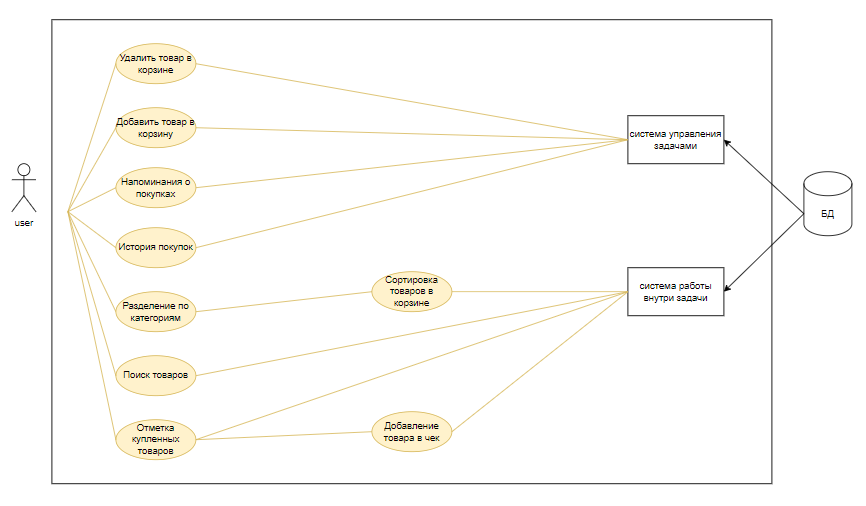 Удалить товар в
корзине
Добавить товар в
корзину
Напоминания о
покупках
История покупок
Разделение по
категориям
Поиск товаров
Отметка
купленных
товаров
Сортировка
товаров в
корзине
Добавление
товара в чек
система управления
задачами
система работы
внутри задачи
user
БД